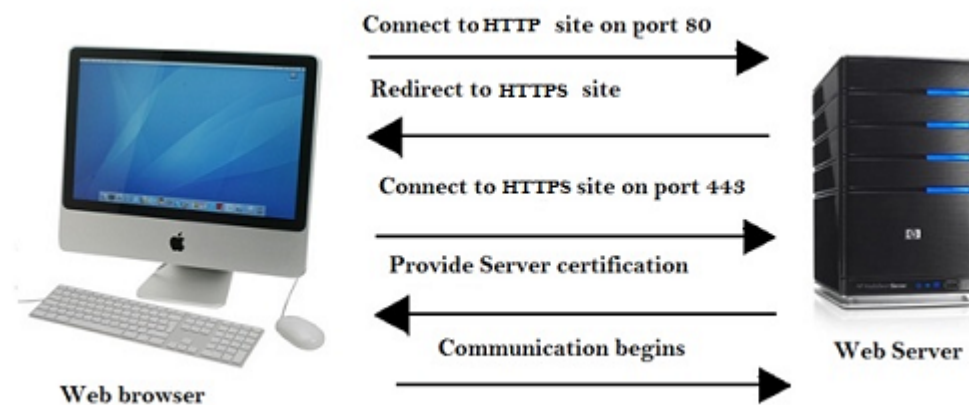 Connect to HTTP site on port 80
Redirect to HTTPS site
Connect to HTTPS site on port 443
Provide Server certification
Communication begins
Web browser
Web Server
hp